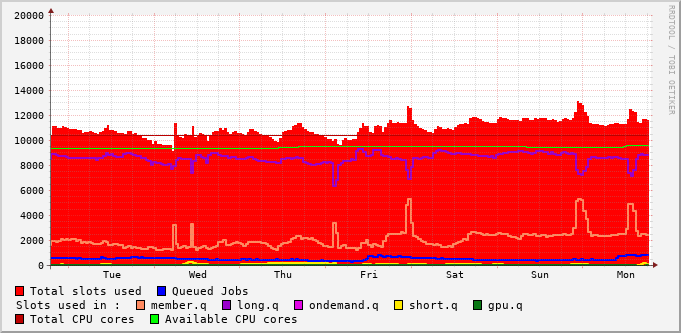 20000
18000
16000
14000
12000
10000
8000
6000
4000
2000
0
Tue Wed Thu Fri Sat Sun Mon
RRDTOOL / TOBI OETIKER
Total slots used Queued Jobs
Slots used in : member.q long.q ondemand.q short.q gpu.q
Total CPU cores Available CPU cores